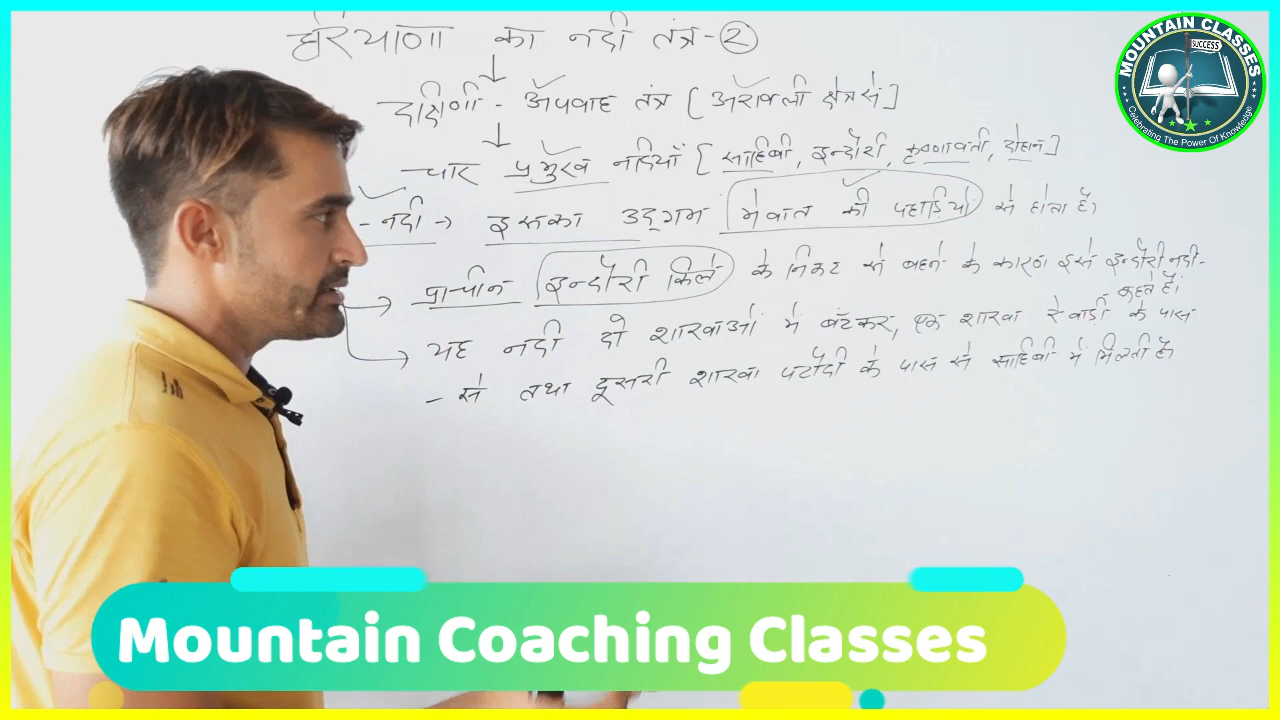 हरियाणा का नदी तंत्र-②
दक्षिणी - अपवाह तंत्र [अरावली क्षेत्र से]
चार प्रमुख नदियाँ [साहिबी, इन्दौरी, कृष्णावती, दोहान]
- नदी → इसका उद्गम मेवात की पहाड़ियों से होता है।
प्राचीन इन्दौरी किले के निकट से बहने के कारण इसे इन्दौरी नदी-
कहते हैं।
यह नदी दो शाखाओं में बँटकर, एक शाखा रेवाड़ी के पास
- से तथा दूसरी शाखा पटौदी के पास से साहिबी में मिलती है।
MOUNTAIN CLASSES
SUCCESS
Celebrating The Power Of Knowledge
Mountain Coaching Classes